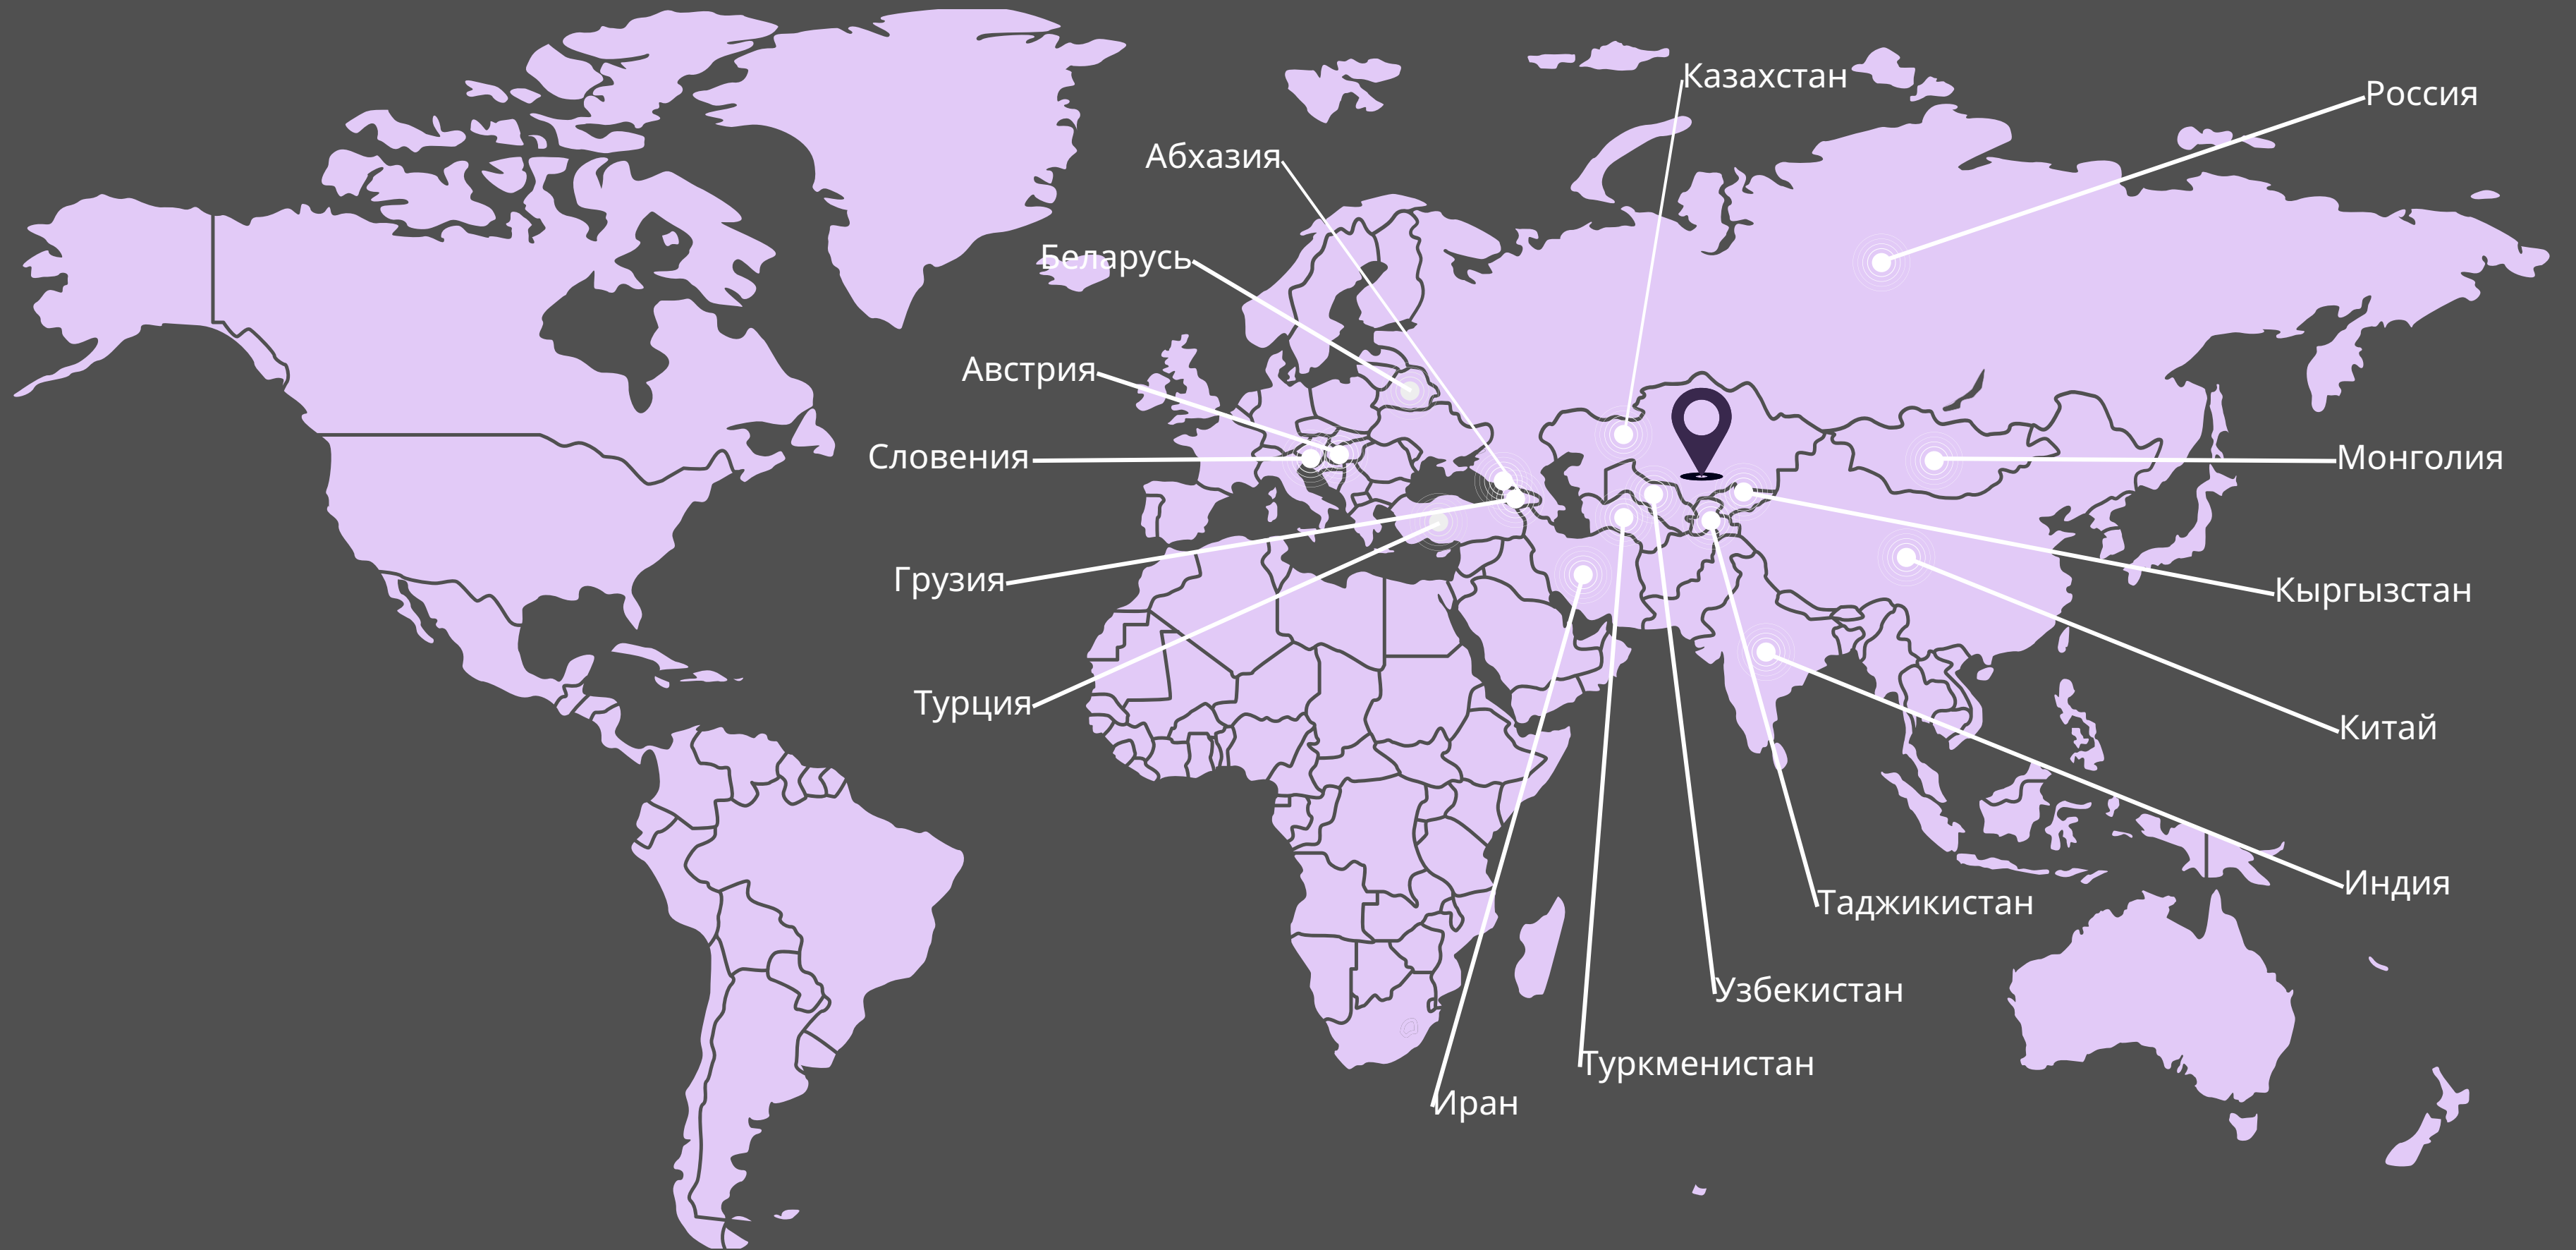 Казахстан
Россия
Абхазия
Беларусь
Австрия
Словения
Монголия
Грузия
Кыргызстан
Турция
Китай
Индия
Таджикистан
Узбекистан
Туркменистан
Иран